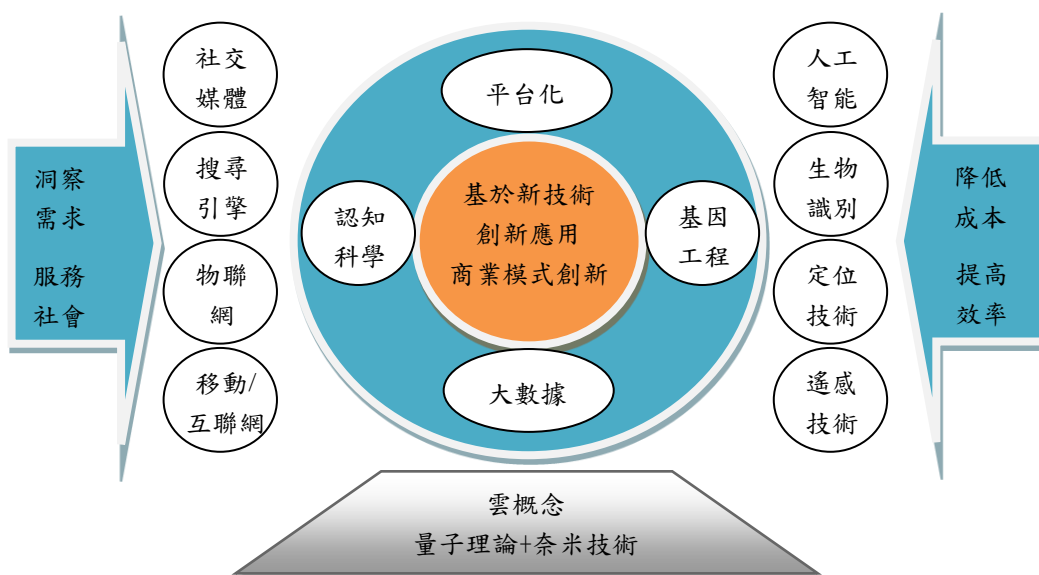 洞察
需求
服務
社會
社交
媒體
搜尋
引擎
物聯
網
移動/
互聯網
平台化
認知
科學
基於新技術
創新應用
商業模式創新
基因
工程
大數據
人工
智能
生物
識別
定位
技術
遙感
技術
降低
成本
提高
效率
雲概念
量子理論+奈米技術